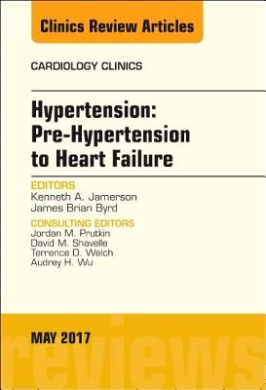 Clinics Review Articles
CARDIOLOGY CLINICS
Hypertension:
Pre-Hypertension
to Heart Failure
EDITORS
Kenneth A. Jamerson
James Brian Byrd
CONSULTING EDITORS
Jordan M. Prutkin
David M. Shavelle
Terrence D. Welch
Audrey H. Wu
MAY 2017
reviews